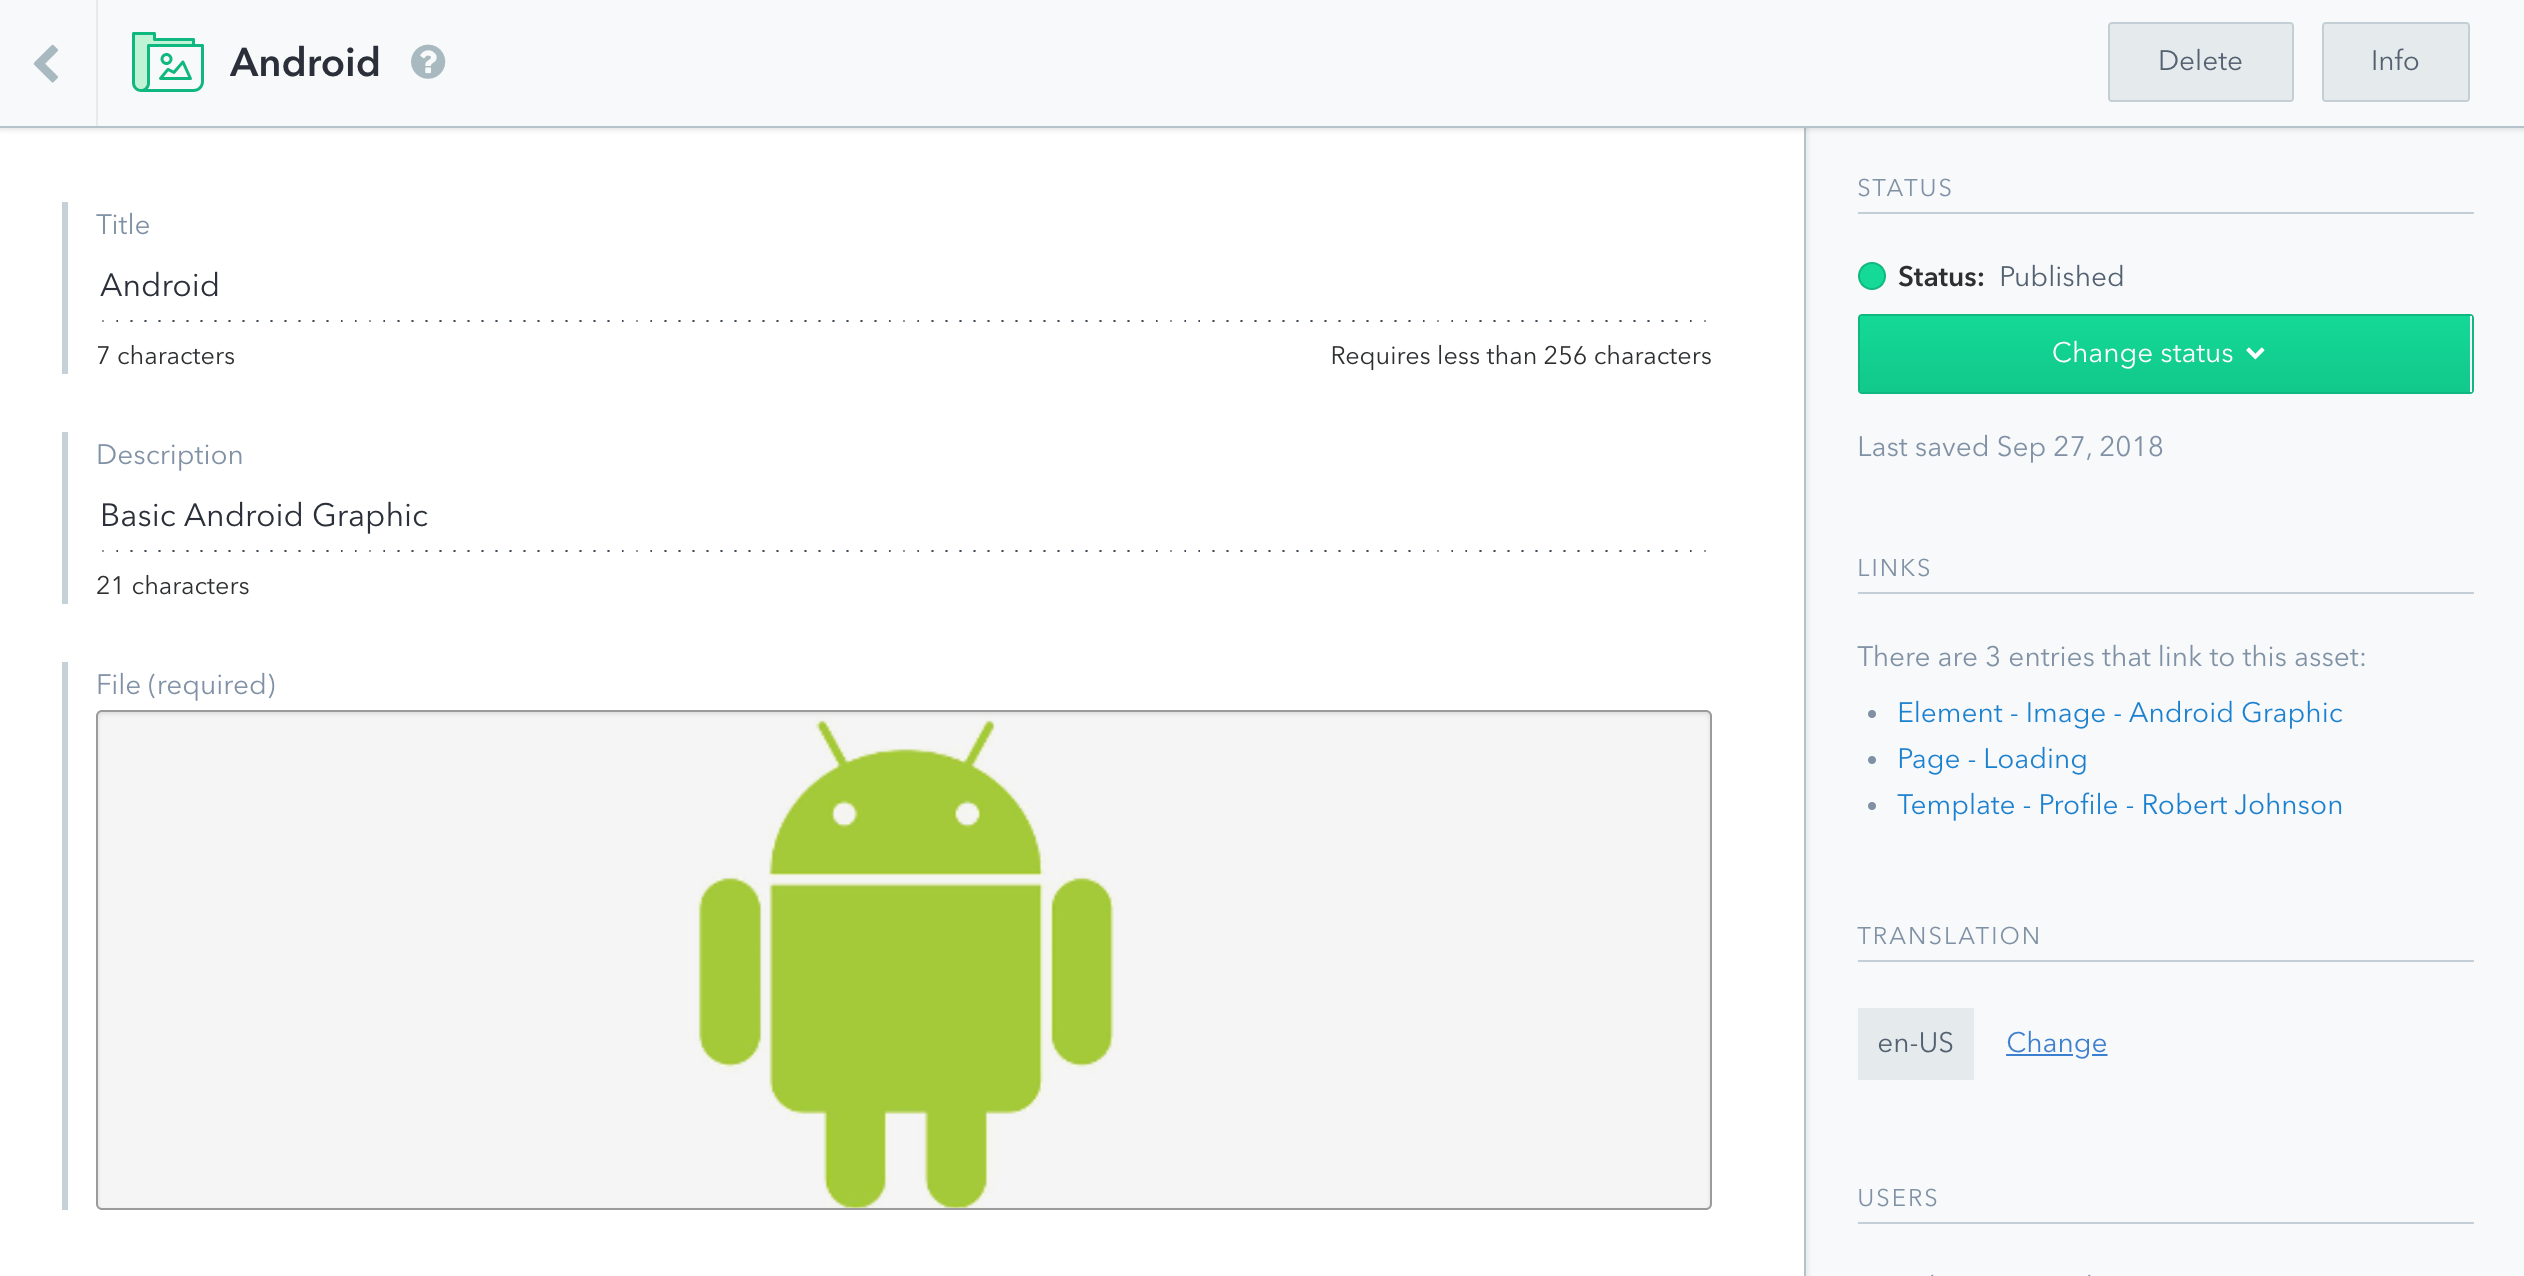 Android
Delete
Info
Title
Android
7 characters
Requires less than 256 characters
Description
Basic Android Graphic
21 characters
File (required)
STATUS
Status: Published
Change status
Last saved Sep 27, 2018
LINKS
There are 3 entries that link to this asset:
Element - Image - Android Graphic
Page - Loading
Template - Profile - Robert Johnson
TRANSLATION
en-US Change
USERS